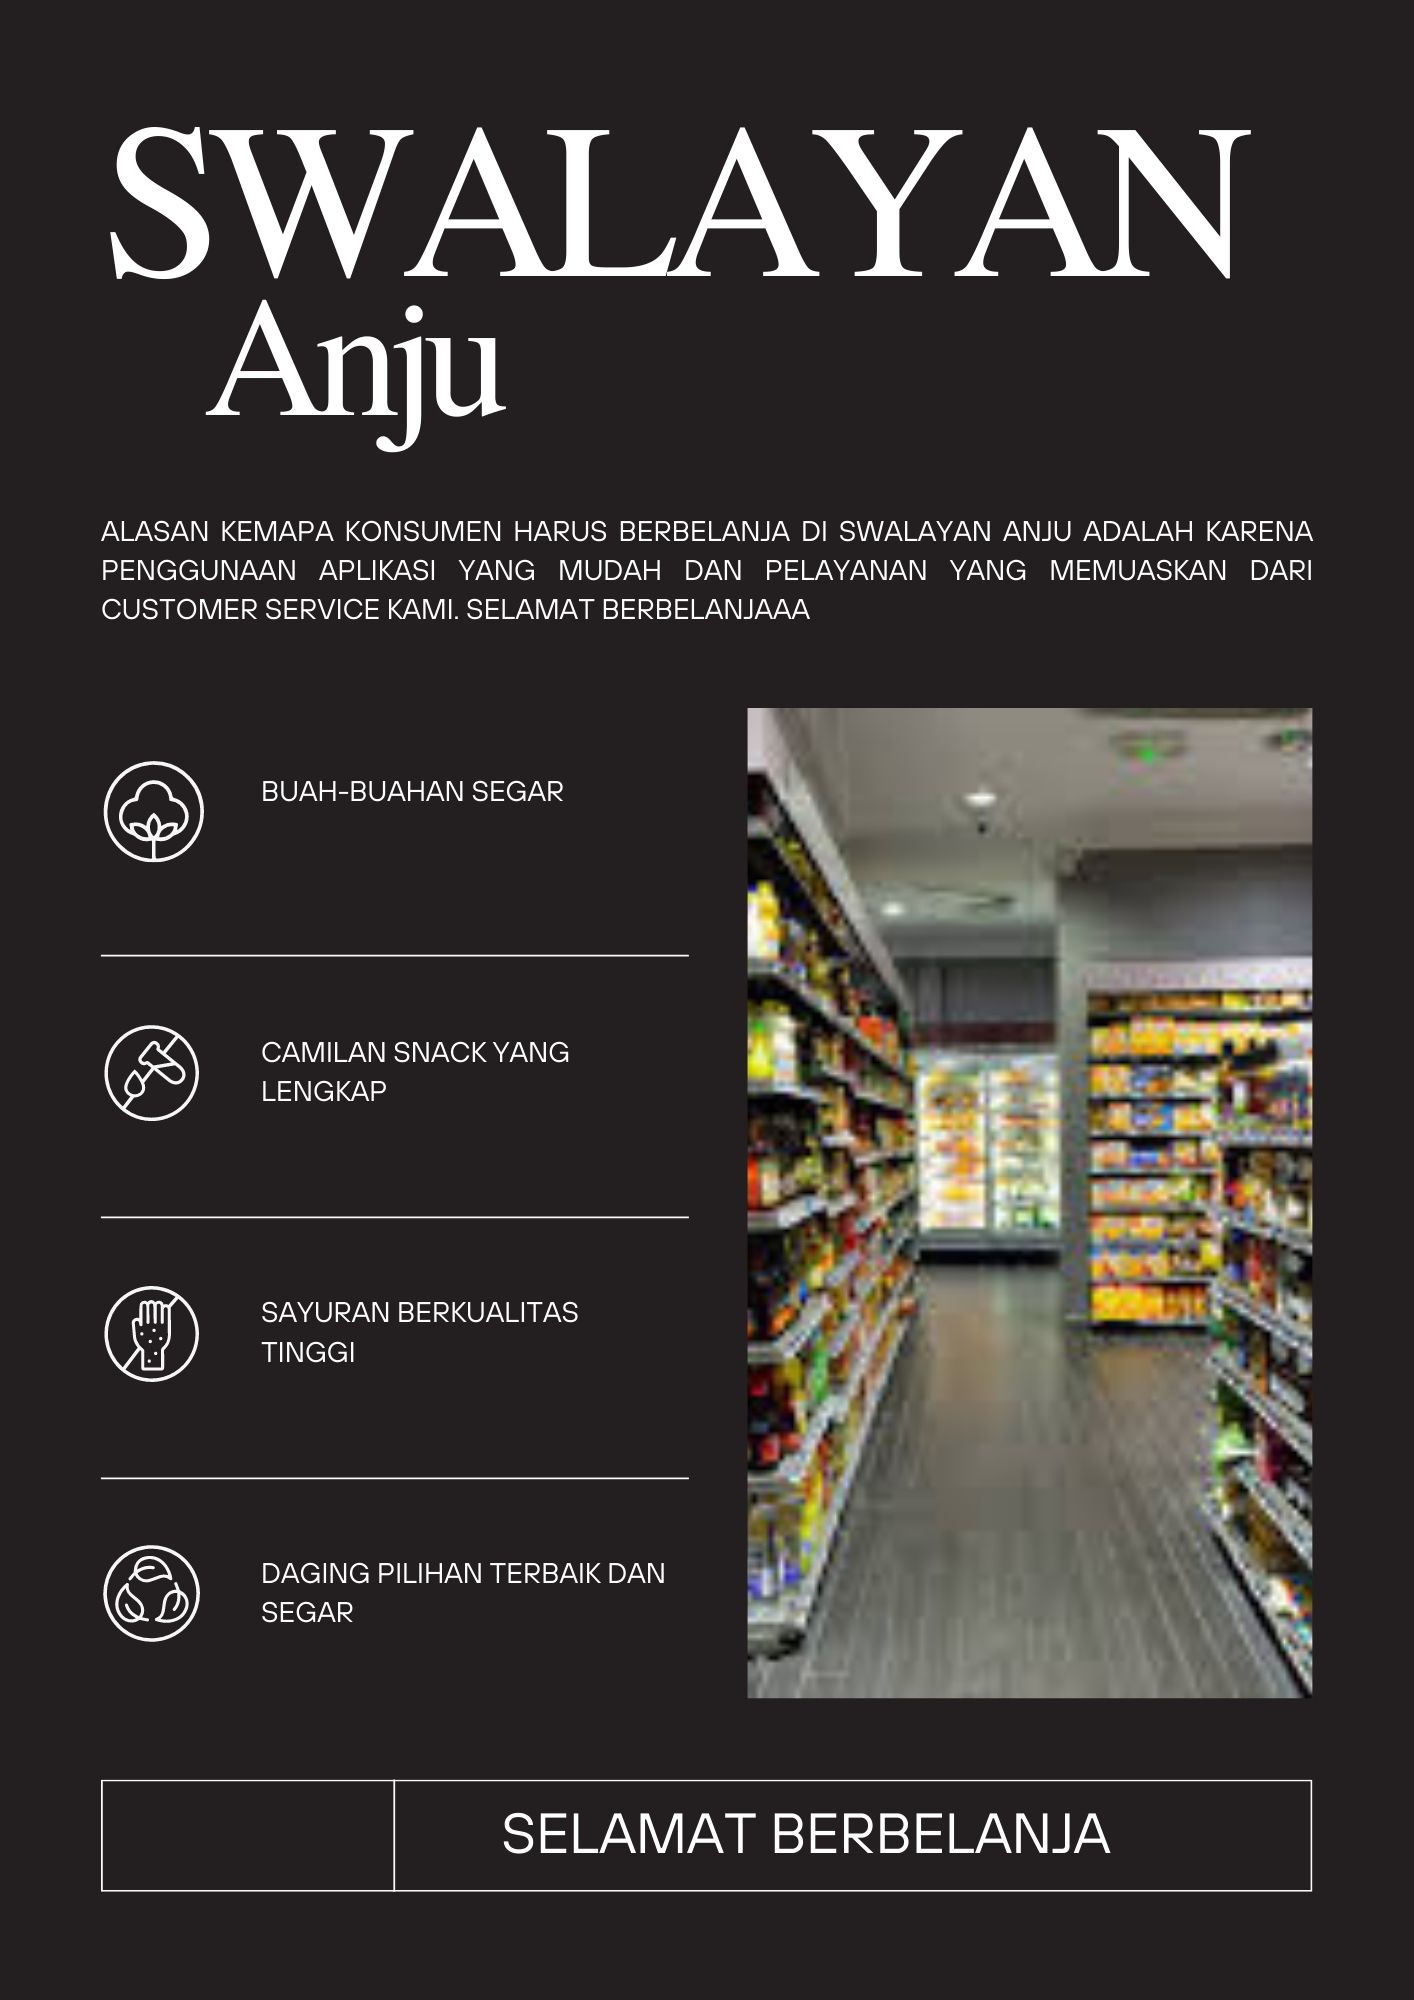 SWALAYAN
Anju
ALASAN KEMAPA KONSUMEN HARUS BERBELANJA DI SWALAYAN ANJU ADALAH KARENA
PENGGUNAAN APLIKASI YANG MUDAH DAN PELAYANAN YANG MEMUASKAN DARI
CUSTOMER SERVICE KAMI. SELAMAT BERBELANJAAA
BUAH-BUAHAN SEGAR
CAMILAN SNACK YANG
LENGKAP
SAYURAN BERKUALITAS
TINGGI
DAGING PILIHAN TERBAIK DAN
SEGAR
SELAMAT BERBELANJA